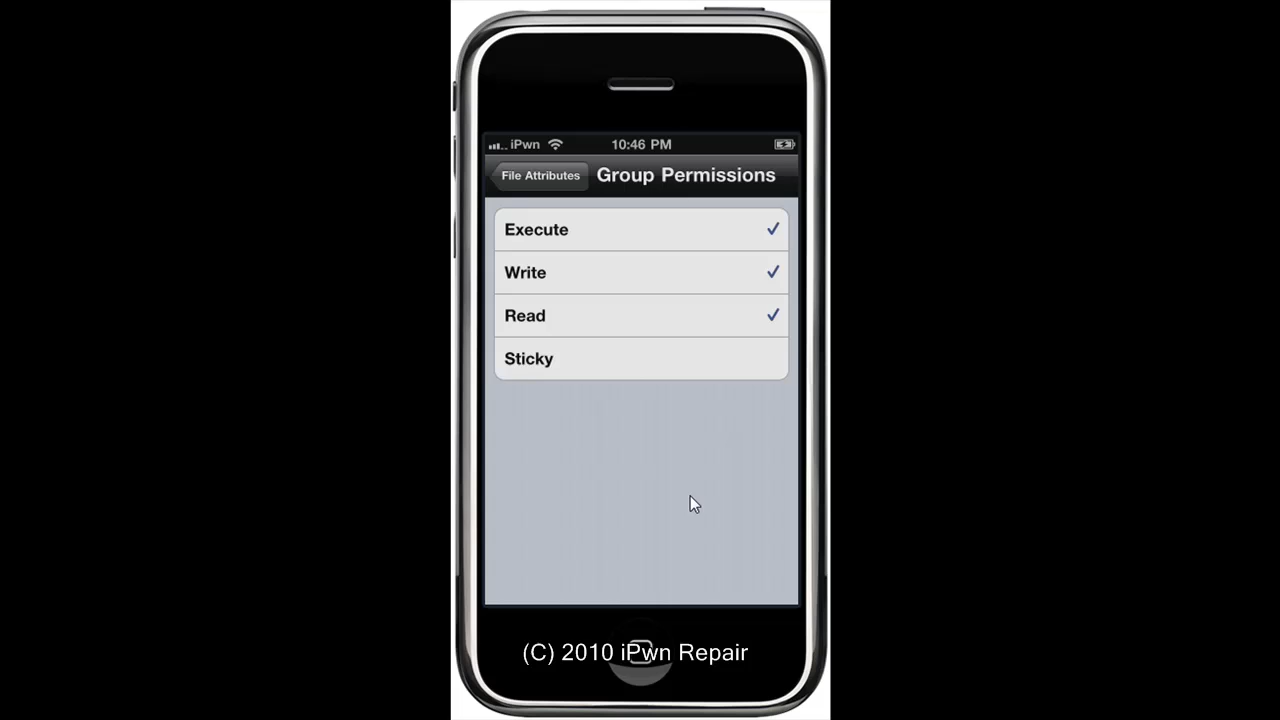 iPwn
10:46 PM
File Attributes
Group Permissions
Execute
Write
Read
Sticky
(C) 2010 iPwn Repair